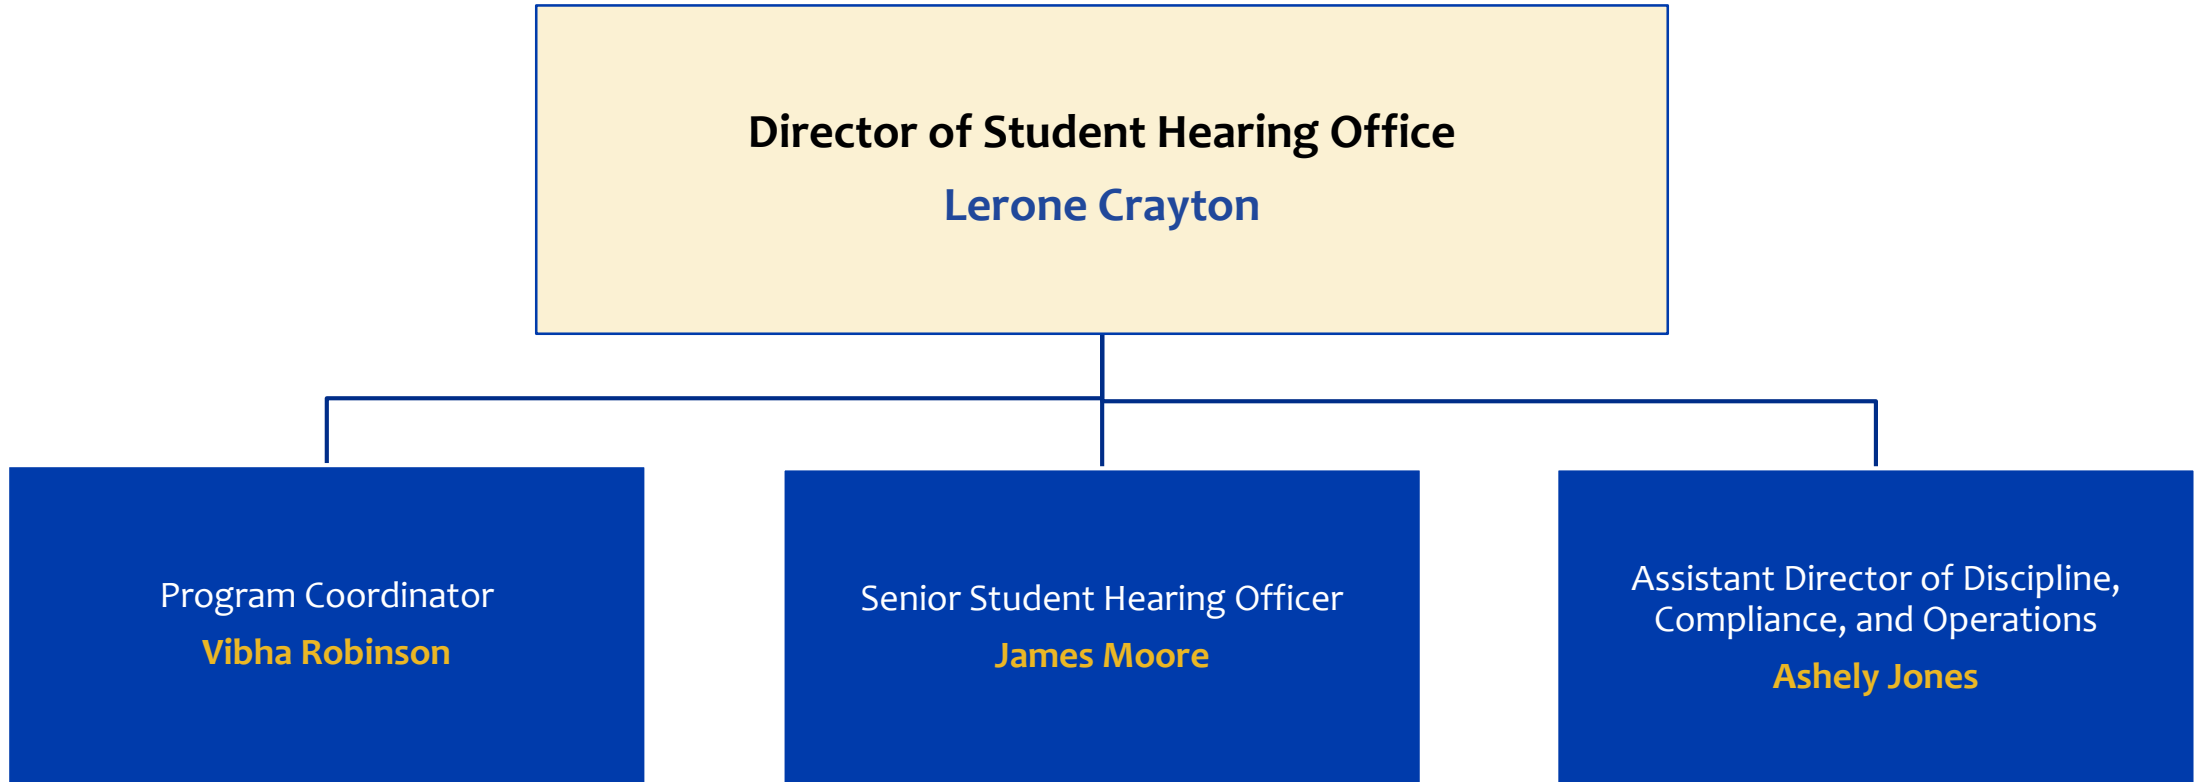 Director of Student Hearing Office
Lerone Crayton
Program Coordinator
Vibha Robinson
Senior Student Hearing Officer
James Moore
Assistant Director of Discipline,
Compliance, and Operations
Ashely Jones